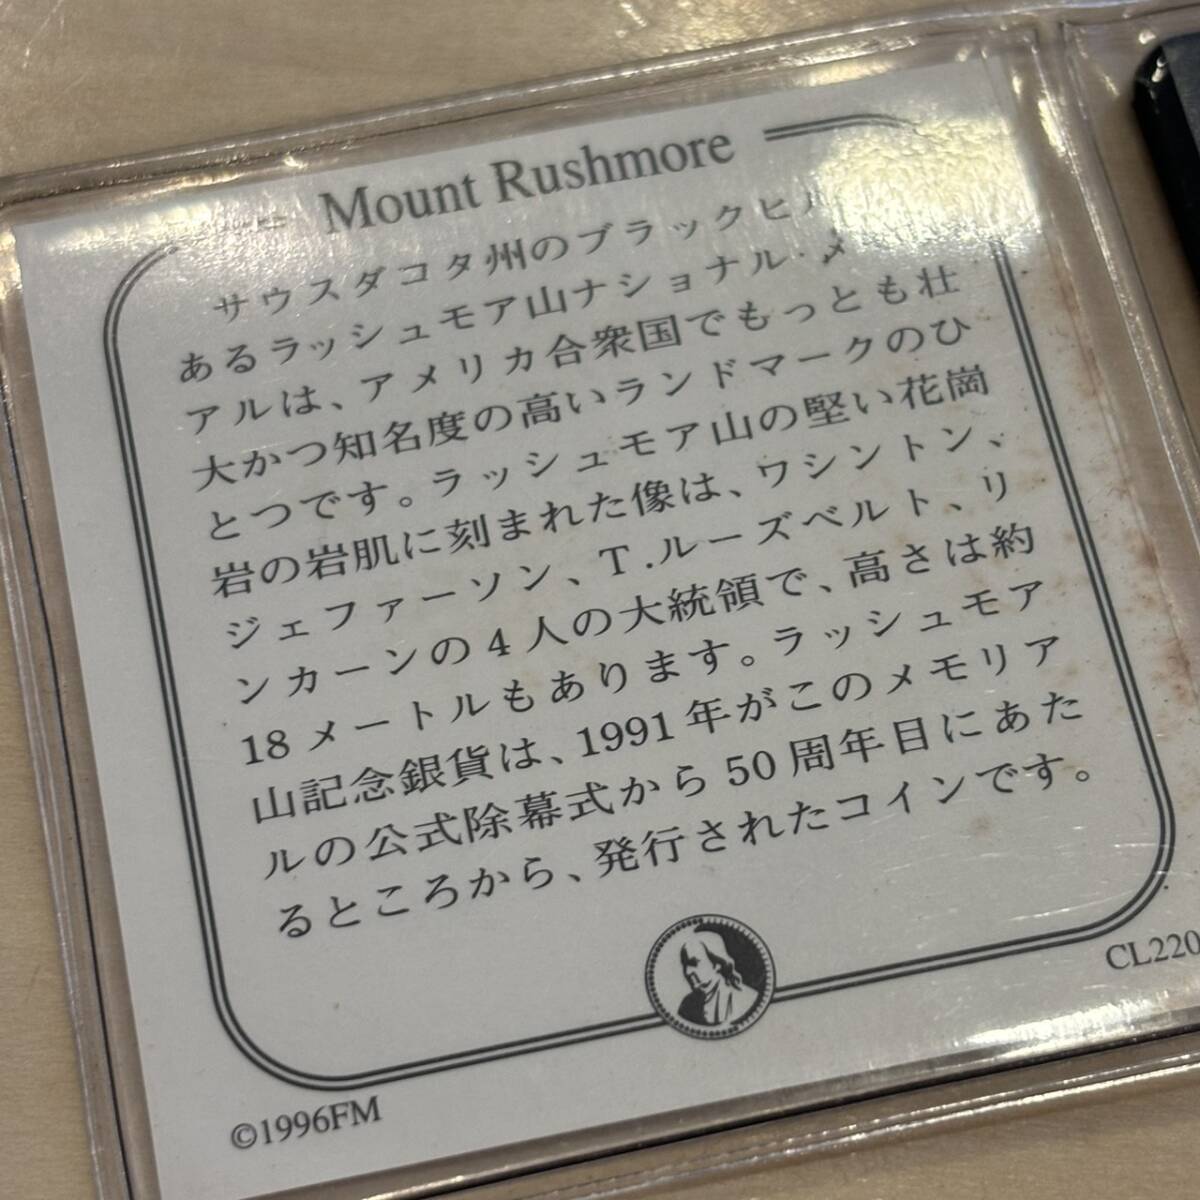 Mount Rushmore
サウスダコタ州のブラックヒ
あるラッシュモア山ナショナル・メ
アルは、アメリカ合衆国でもっとも壮
大かつ知名度の高いランドマークのひ
とつです。ラッシュモア山の堅い花崗
岩の岩肌に刻まれた像は、ワシントン、
ジェファーソン、T.ルーズベルト、リ
ンカーンの4人の大統領で、高さは約
18メートルもあります。ラッシュモア
山記念銀貨は、1991年がこのメモリア
ルの公式除幕式から50周年目にあた
るところから、発行されたコインです。
CL220
©1996FM